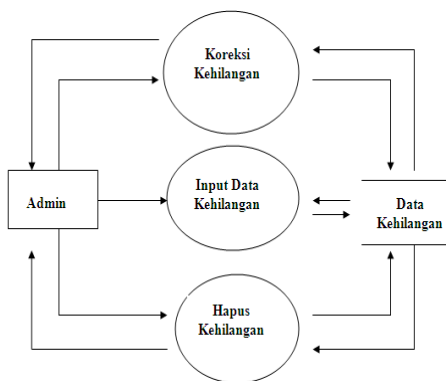 Koreksi
Kehilangan
Input Data
Kehilangan
Admin
Data
Kehilangan
Hapus
Kehilangan